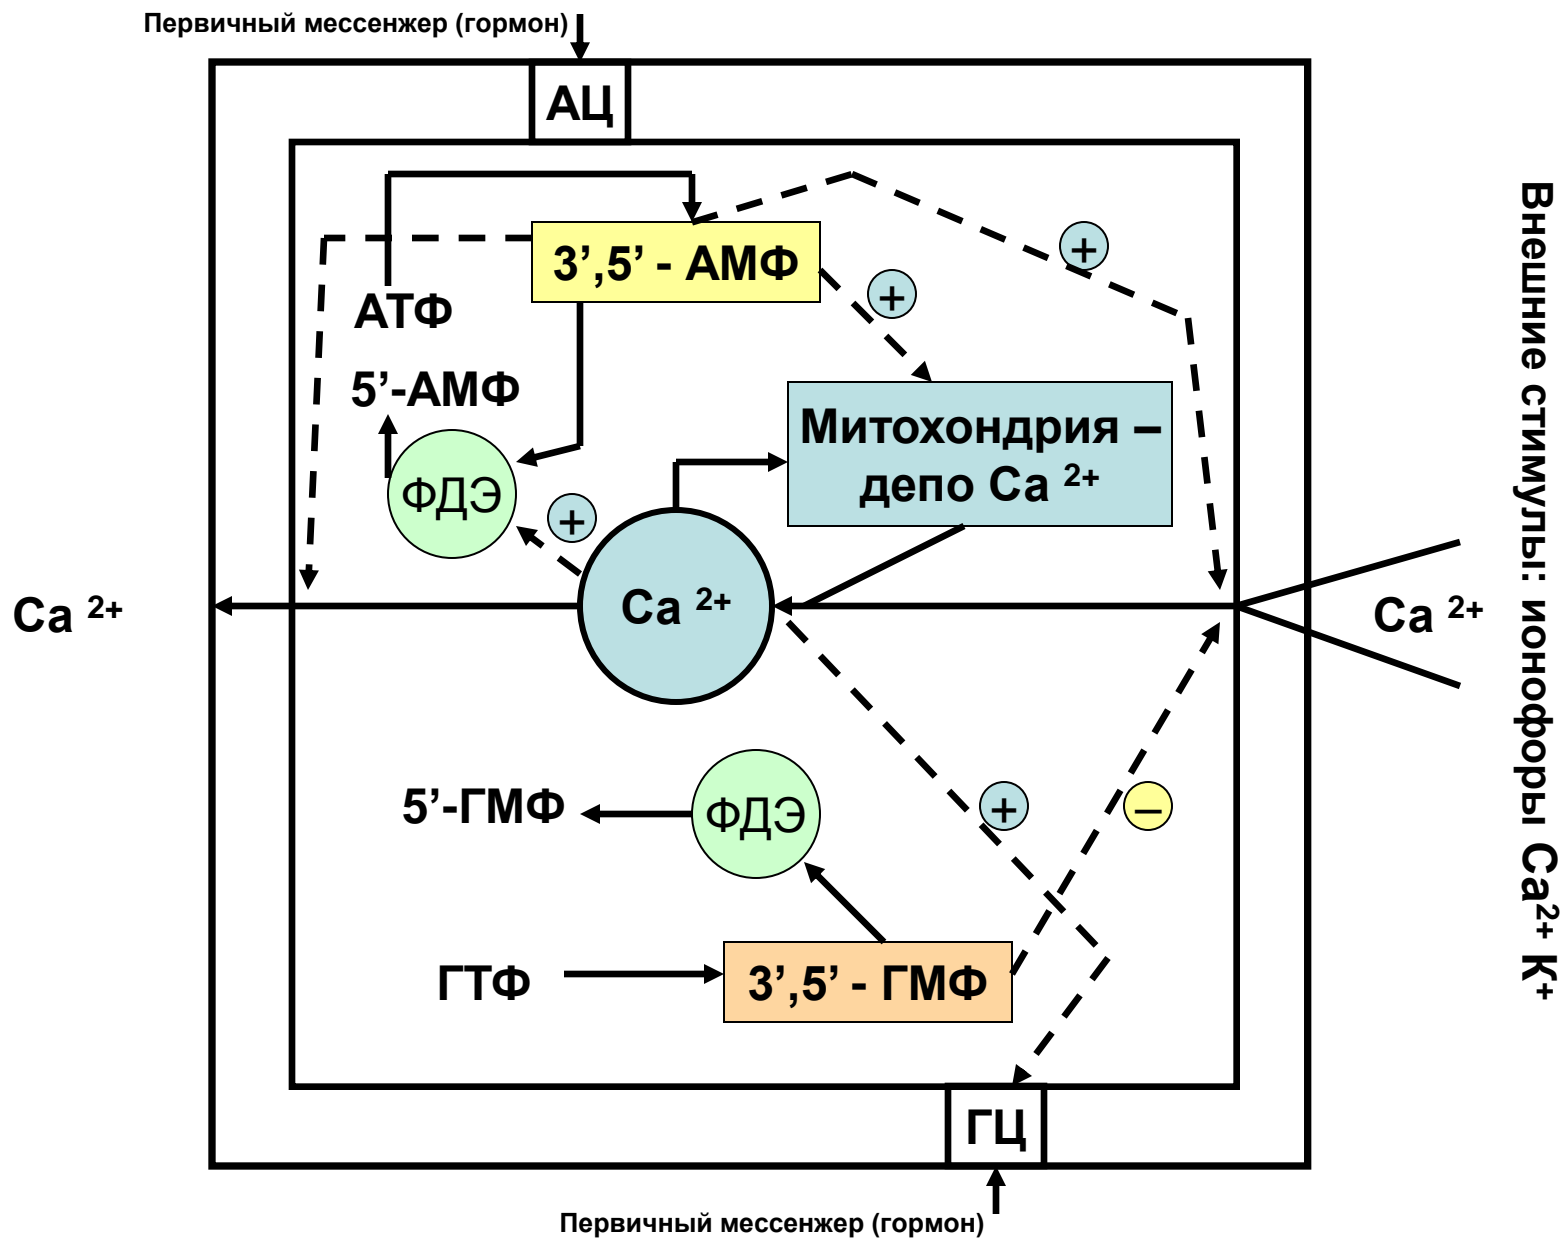 Первичный мессенжер (гормон)
АЦ
3’,5’ - АМФ
+
+
АТФ
5’-АМФ
Митохондрия –
депо Ca 2+
ФДЭ
+
Ca 2+
Ca 2+
Ca 2+
Внешние стимулы: ионофоры Ca2+ К+
5’-ГМФ
ФДЭ
+
–
ГТФ
3’,5’ - ГМФ
ГЦ
Первичный мессенжер (гормон)